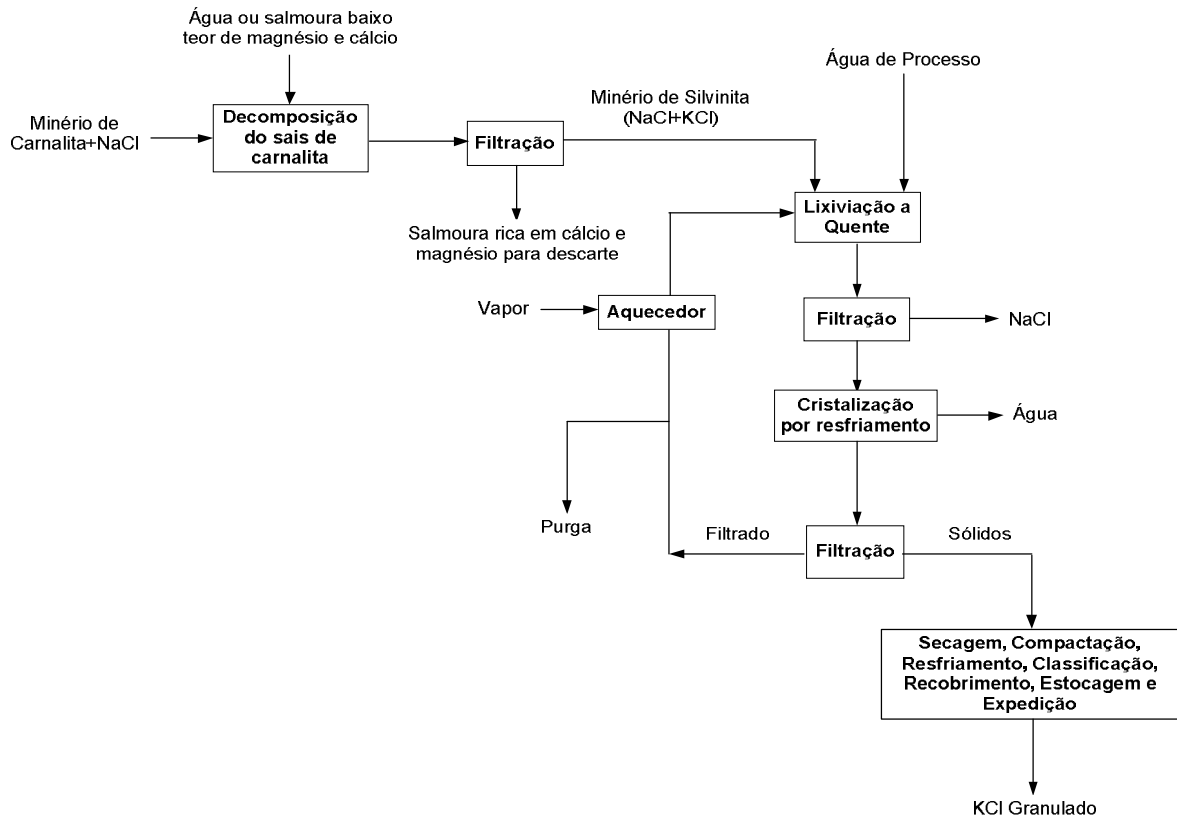 Água ou salmoura baixo
teor de magnésio e cálcio
Água de Processo
Minério de
Carnalita+NaCl
Decomposição
do sais de
carnalita
Filtração
Minério de Silvinita
(NaCl+KCl)
Lixiviação a
Quente
Salmoura rica em cálcio e
magnésio para descarte
Vapor
Aquecedor
Filtração
NaCl
Cristalização
por resfriamento
Água
Purga
Filtrado
Filtração
Sólidos
Secagem, Compactação,
Resfriamento, Classificação,
Recobrimento, Estocagem e
Expedição
KCl Granulado